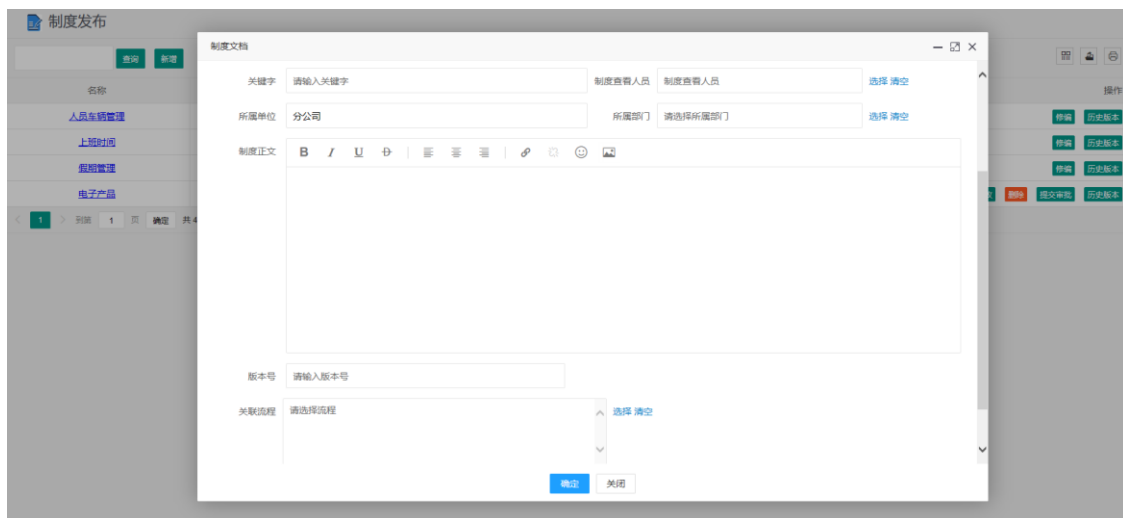 制度发布
制度文档
查询 新增
关键字 请输入关键字 制度查看人员 制度查看人员 选择 清空
名称 操作
人员车辆管理 修编 历史版本
所属单位 分公司 所属部门 请选择所属部门 选择 清空
上班时间 修编 历史版本
制度正文 B I U
假期管理 修编 历史版本
电子产品 删除 提交审批 历史版本
1 到第 1 页 确定 共 4
版本号 请输入版本号
关联流程 请选择流程 选择 清空
确定 关闭